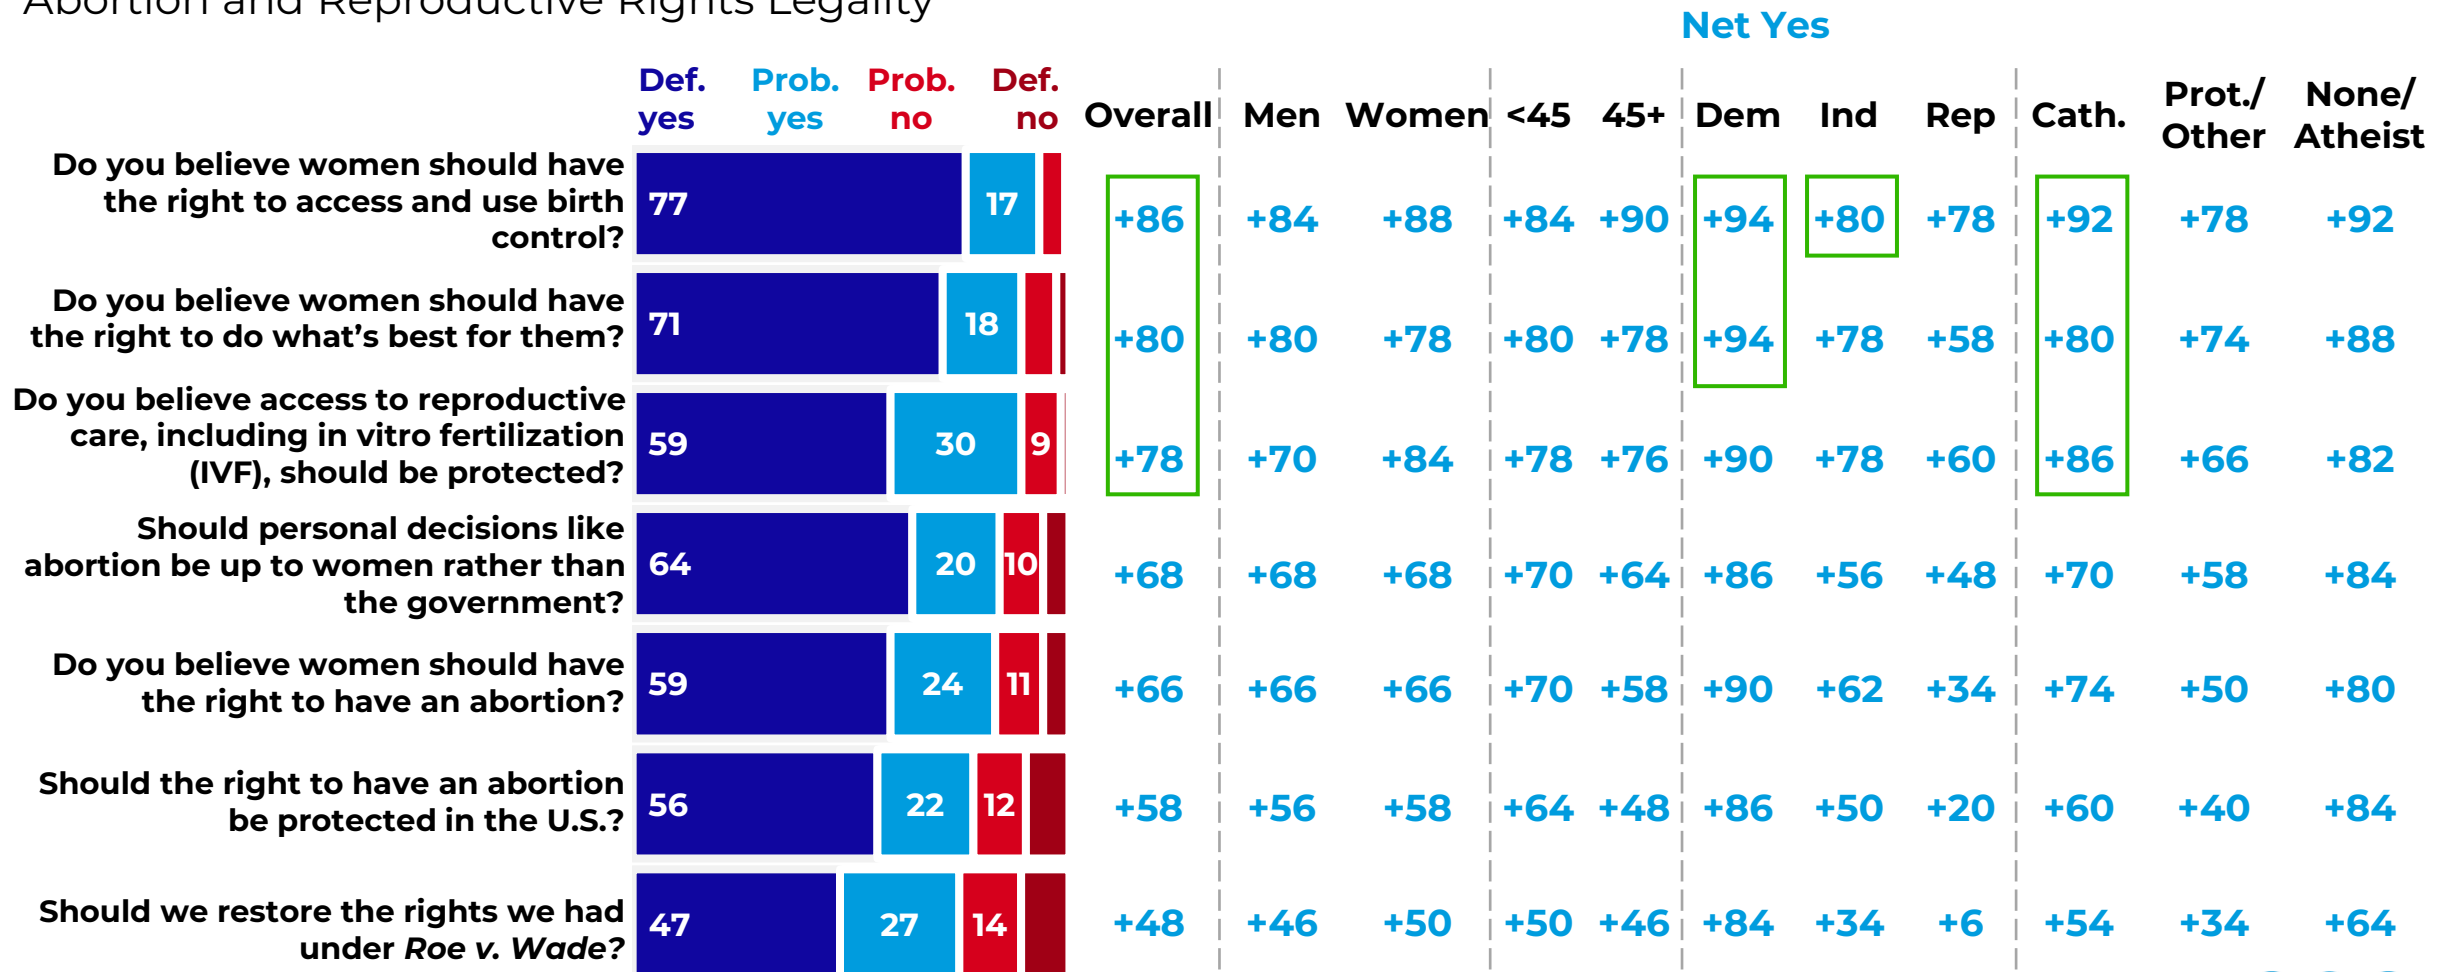 Abortion and Reproductive Rights Legality
Net Yes
Def. yes
Prob. yes
Prob. no
Def. no
Overall Men Women <45 45+ Dem Ind Rep Cath. Prot./ Other None/ Atheist
Do you believe women should have
the right to access and use birth
control?
77 17
+86 +84 +88 +84 +90 +94 +80 +78 +92 +78 +92
Do you believe women should have
the right to do what's best for them?
71 18
+80 +80 +78 +80 +78 +94 +78 +58 +80 +74 +88
Do you believe access to reproductive
care, including in vitro fertilization
(IVF), should be protected?
59 30 9
+78 +70 +84 +78 +76 +90 +78 +60 +86 +66 +82
Should personal decisions like
abortion be up to women rather than
the government?
64 20 10
+68 +68 +68 +70 +64 +86 +56 +48 +70 +58 +84
Do you believe women should have
the right to have an abortion?
59 24 11
+66 +66 +66 +70 +58 +90 +62 +34 +74 +50 +80
Should the right to have an abortion
be protected in the U.S.?
56 22 12
+58 +56 +58 +64 +48 +86 +50 +20 +60 +40 +84
Should we restore the rights we had
under Roe v. Wade?
47 27 14
+48 +46 +50 +50 +46 +84 +34 +6 +54 +34 +64